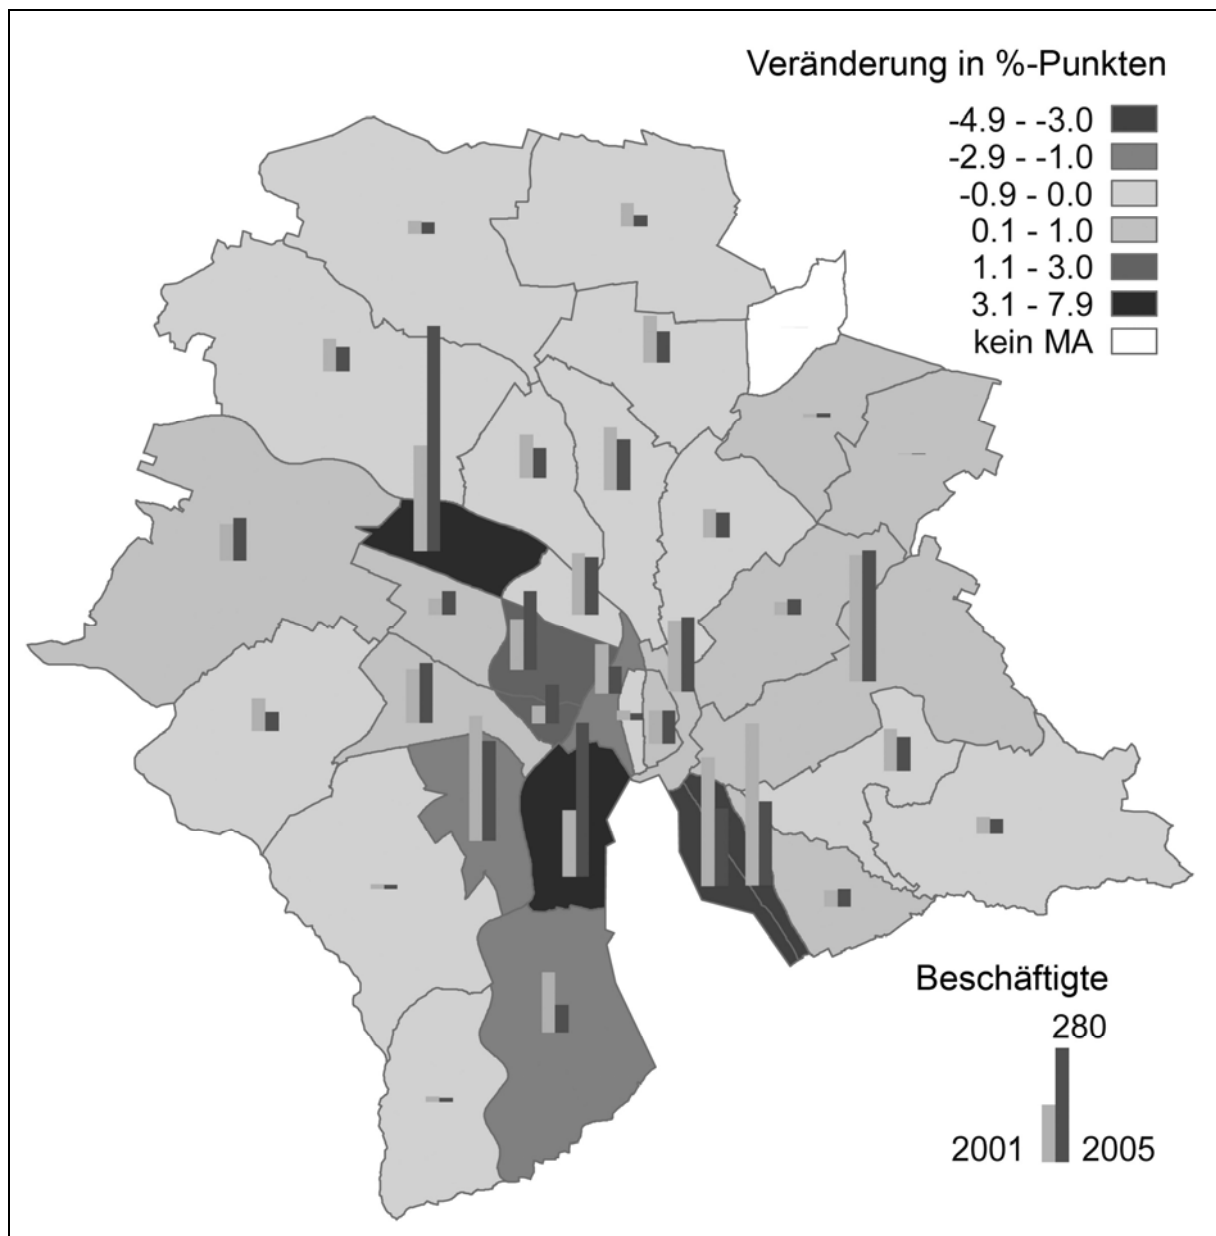 Veränderung in %-Punkten
-4.9 - -3.0
-2.9 - -1.0
-0.9 - 0.0
0.1 - 1.0
1.1 - 3.0
3.1 - 7.9
kein MA
Beschäftigte
280
2001 2005